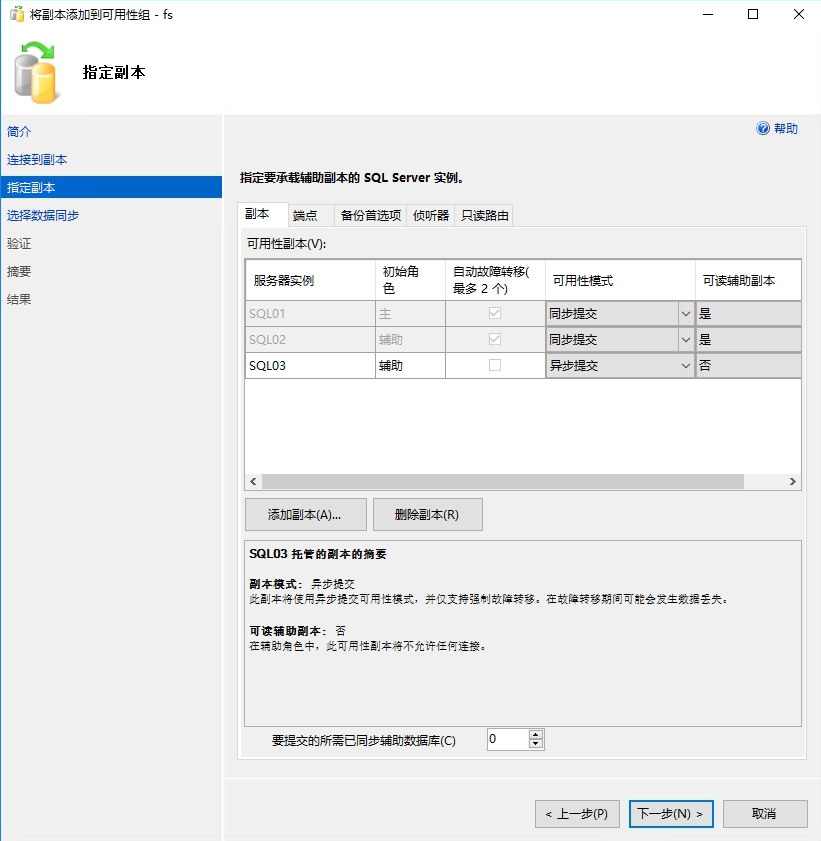 将副本添加到可用性组 - fs
指定副本
简介
连接到副本
指定副本
选择数据同步
验证
摘要
结果
帮助
指定要承载辅助副本的 SQL Server 实例。
副本 端点 备份首选项 侦听器 只读路由
可用性副本(V):
服务器实例 初始角色 自动故障转移(最多 2 个) 可用性模式 可读辅助副本
SQL01 主 同步提交 是
SQL02 辅助 同步提交 是
SQL03 辅助 异步提交 否
添加副本(A)... 删除副本(R)
SQL03 托管的副本的摘要
副本模式: 异步提交
此副本将使用异步提交可用性模式，并仅支持强制故障转移。在故障转移期间可能会发生数据丢失。
可读辅助副本: 否
在辅助角色中，此可用性副本将不允许任何连接。
要提交的所需已同步辅助数据库(C) 0
< 上一步(P) 下一步(N) > 取消